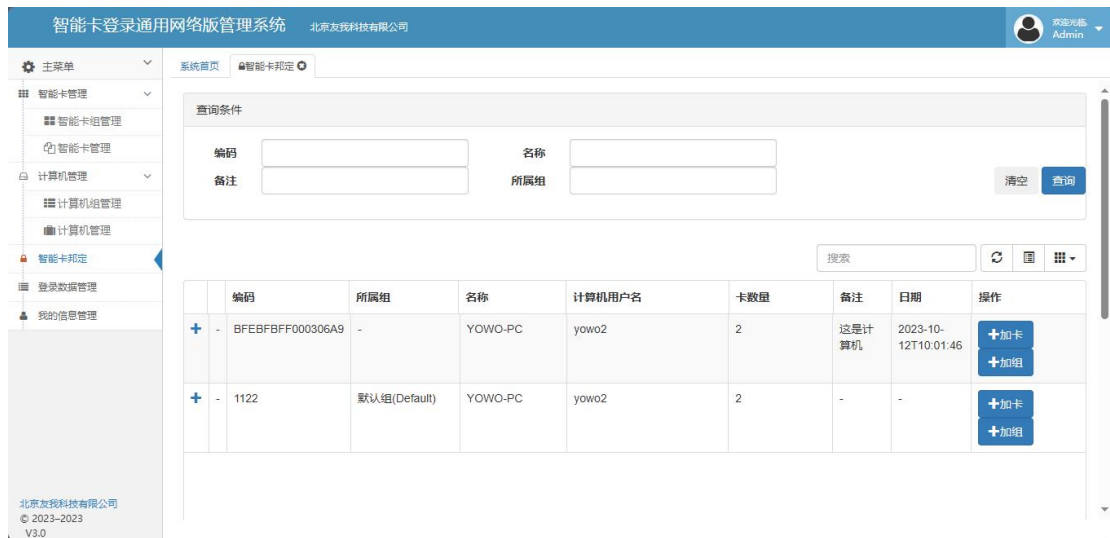 智能卡登录通用网络版管理系统 北京友我科技有限公司
欢迎光临,
Admin
主菜单
系统首页 智能卡邦定
智能卡管理
智能卡组管理
智能卡管理
计算机管理
计算机组管理
计算机管理
智能卡邦定
登录数据管理
我的信息管理
查询条件
编码 名称
备注 所属组 清空 查询
搜索
编码 所属组 名称 计算机用户名 卡数量 备注 日期 操作
+ - BFEBFBFF000306A9 - YOWO-PC yowo2 2 这是计 2023-10- +加卡
算机 12T10:01:46
+加组
+ - 1122 默认组(Default) YOWO-PC yowo2 2 - - +加卡
+加组
北京友我科技有限公司
© 2023–2023
V3.0